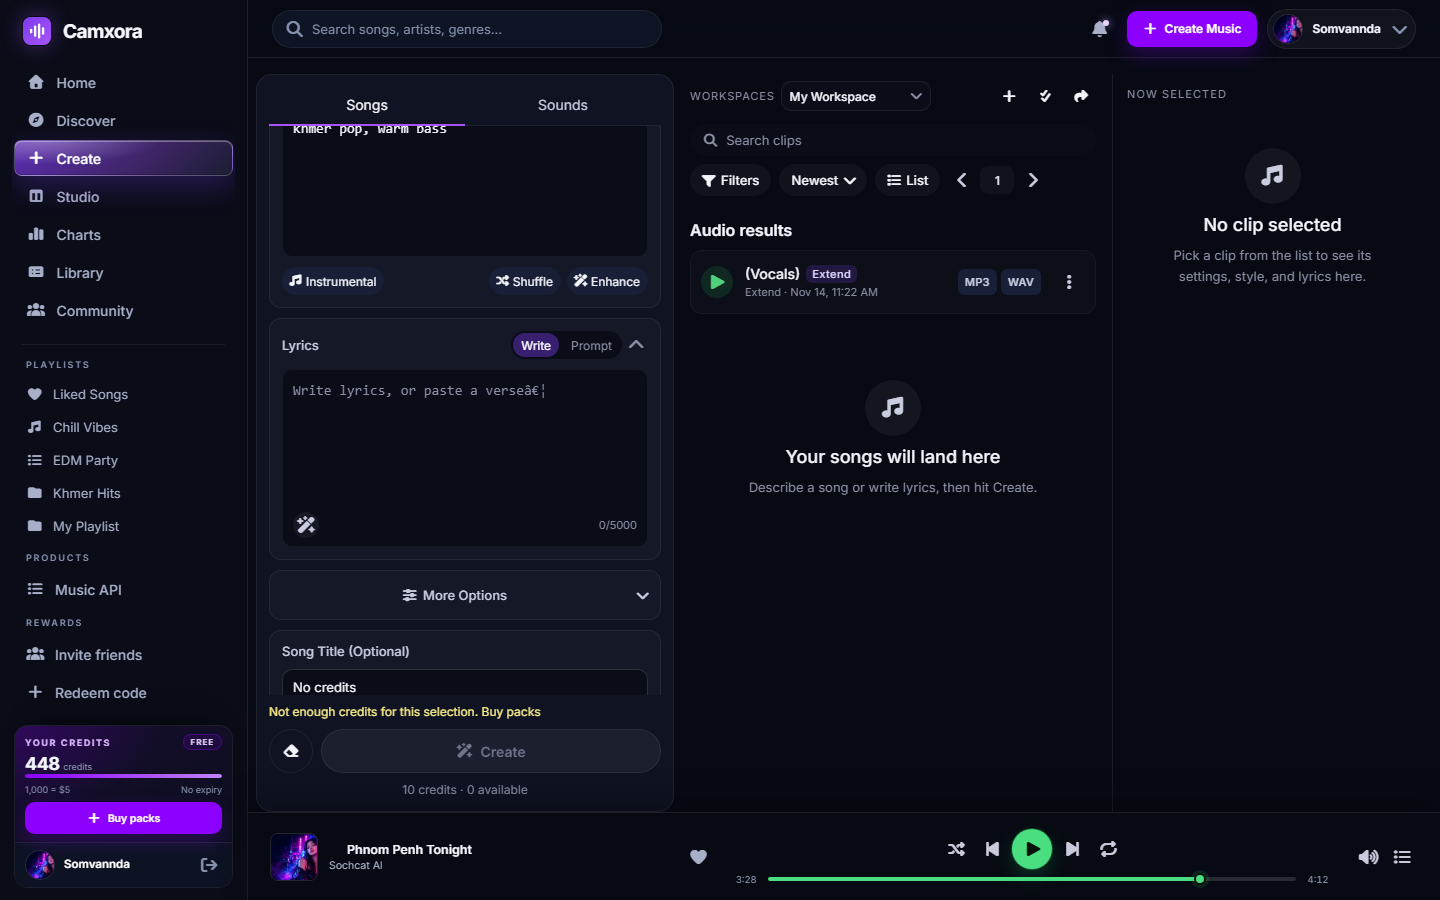 Camxora
Search songs, artists, genres...
Create Music
Somvannda
Home
Discover
Create
Studio
Charts
Library
Community
PLAYLISTS
Liked Songs
Chill Vibes
EDM Party
Khmer Hits
My Playlist
PRODUCTS
Music API
REWARDS
Invite friends
Redeem code
YOUR CREDITS
FREE
448 credits
1,000 = $5
No expiry
Buy packs
Somvannda
Songs
Sounds
khmer pop, warm bass
Instrumental
Shuffle
Enhance
Lyrics
Write
Prompt
Write lyrics, or paste a verseâ€¦
0/5000
More Options
Song Title (Optional)
No credits
Not enough credits for this selection. Buy packs
Create
10 credits · 0 available
WORKSPACES
My Workspace
Search clips
Filters
Newest
List
1
Audio results
(Vocals)
Extend
Extend · Nov 14, 11:22 AM
MP3
WAV
Your songs will land here
Describe a song or write lyrics, then hit Create.
NOW SELECTED
No clip selected
Pick a clip from the list to see its
settings, style, and lyrics here.
Phnom Penh Tonight
Sochcat AI
3:28
4:12